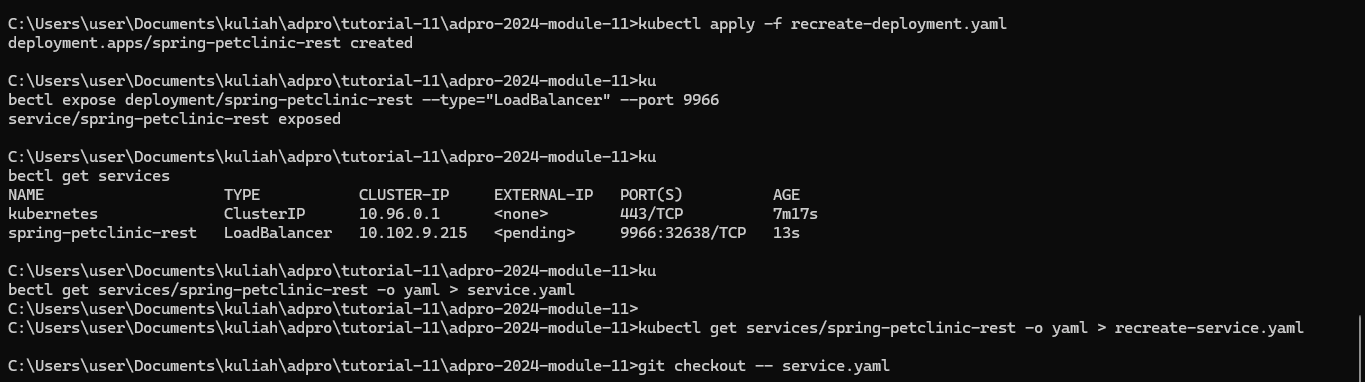 C:\Users\user\Documents\kuliah\adpro\tutorial-11\adpro-2024-module-11>kubectl apply -f recreate-deployment.yaml
deployment.apps/spring-petclinic-rest created
C:\Users\user\Documents\kuliah\adpro\tutorial-11\adpro-2024-module-11>ku
bectl expose deployment/spring-petclinic-rest --type="LoadBalancer" --port 9966
service/spring-petclinic-rest exposed
C:\Users\user\Documents\kuliah\adpro\tutorial-11\adpro-2024-module-11>ku
bectl get services
NAME                    TYPE           CLUSTER-IP     EXTERNAL-IP   PORT(S)          AGE
kubernetes              ClusterIP      10.96.0.1      <none>        443/TCP          7m17s
spring-petclinic-rest   LoadBalancer   10.102.9.215   <pending>     9966:32638/TCP   13s
C:\Users\user\Documents\kuliah\adpro\tutorial-11\adpro-2024-module-11>ku
bectl get services/spring-petclinic-rest -o yaml > service.yaml
C:\Users\user\Documents\kuliah\adpro\tutorial-11\adpro-2024-module-11>
C:\Users\user\Documents\kuliah\adpro\tutorial-11\adpro-2024-module-11>kubectl get services/spring-petclinic-rest -o yaml > recreate-service.yaml
C:\Users\user\Documents\kuliah\adpro\tutorial-11\adpro-2024-module-11>git checkout -- service.yaml